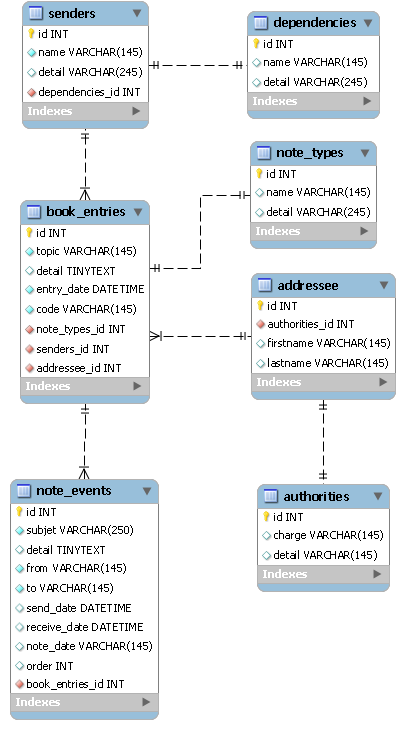 senders
id INT
name VARCHAR(145)
detail VARCHAR(245)
dependencies_id INT
Indexes
dependencies
id INT
name VARCHAR(145)
detail VARCHAR(245)
Indexes
note_types
id INT
name VARCHAR(145)
detail VARCHAR(245)
Indexes
book_entries
id INT
topic VARCHAR(145)
detail TINYTEXT
entry_date DATETIME
code VARCHAR(145)
note_types_id INT
senders_id INT
addressee_id INT
Indexes
addressee
id INT
authorities_id INT
firstname VARCHAR(145)
lastname VARCHAR(145)
Indexes
note_events
id INT
subjet VARCHAR(250)
detail TINYTEXT
from VARCHAR(145)
to VARCHAR(145)
send_date DATETIME
receive_date DATETIME
note_date VARCHAR(145)
order INT
book_entries_id INT
Indexes
authorities
id INT
charge VARCHAR(145)
detail VARCHAR(145)
Indexes